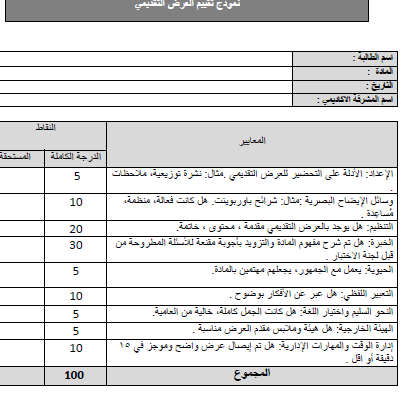 نموذج تقييم العرض التقديمي
اسم الطالبة :
المادة :
التاريخ :
اسم المشرفة الاكاديمي :
المعايير
النقاط
الدرجة الكاملة
المستحقة
الإعداد: الأدلة على التحضير للعرض التقديمي .مثال: نشرة توزيعية، ملاحظات
.
5
وسائل الإيضاح البصرية :مثال: شرائح باوربوينت. هل كانت فعالة، منظمة،
مُساعِدة .
10
التنظيم: هل يوجد بالعرض التقديمي مقدمة ، محتوى ، خاتمة.
20
الخبرة: هل تم شرح مفهوم المادة والتزويد بأجوبة مقنعة للأسئلة المطروحة من
قبل لجنة الاختبار .
30
الحيوية: يعمل مع الجمهور، يجعلهم مهتمين بالمادة.
5
التعبير اللفظي: هل عبر عن الأفكار بوضوح .
10
النحو السليم واختيار اللغة: هل كانت الجمل كاملة، خالية من العامية.
5
الهيئة الخارجية: هل هيئة وملابس مقدم العرض مناسبة .
5
إدارة الوقت والمهارات الإدارية: هل تم إيصال عرض واضح وموجز في ١٥
دقيقة أو اقل .
10
المجموع
100